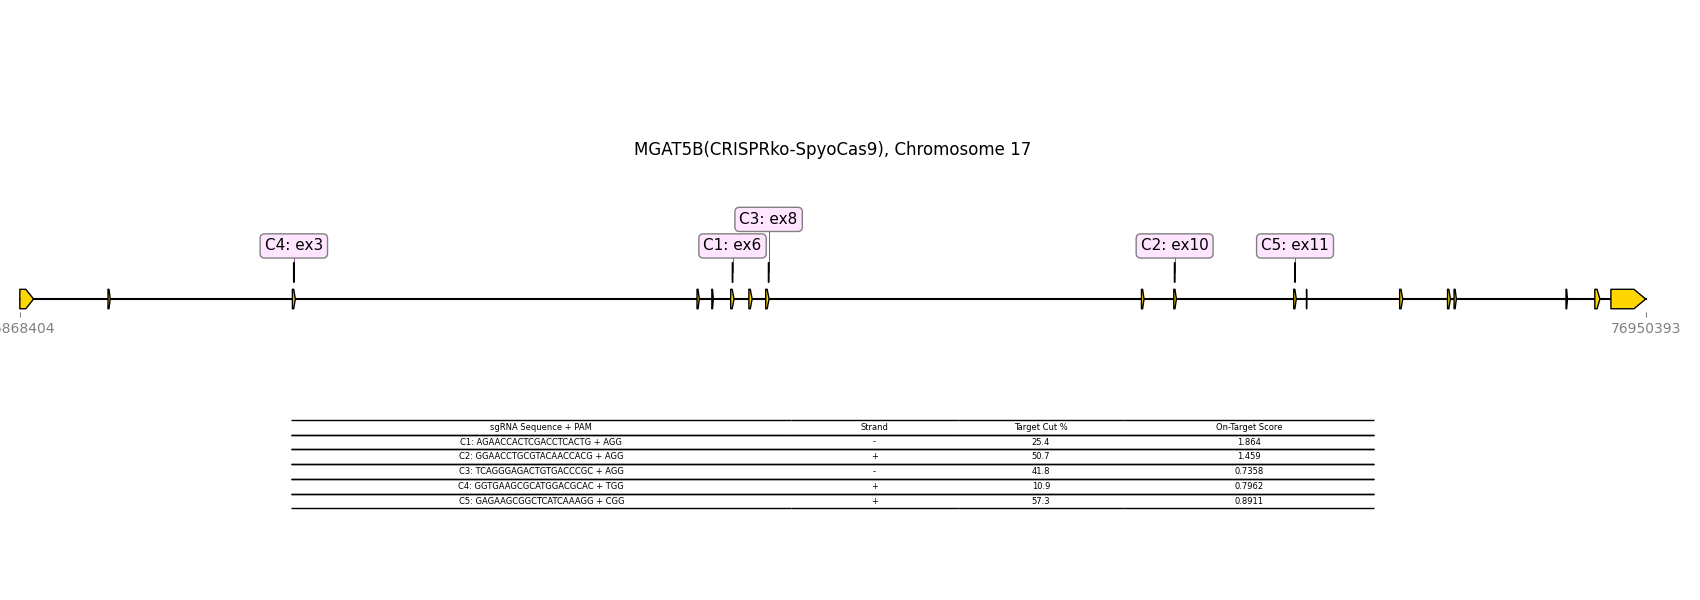 MGAT5B(CRISPRko-SpyoCas9), Chromosome 17
C3: ex8
C4: ex3 C1: ex6 C2: ex10 C5: ex11
868404 76950393
sgRNA Sequence + PAM Strand Target Cut % On-Target Score
C1: AGAACCACTCGACCTCACTG + AGG - 25.4 1.864
C2: GGAACCTGCGTACAACCACG + AGG + 50.7 1.459
C3: TCAGGGAGACTGTGACCCGC + AGG - 41.8 0.7358
C4: GGTGAAGCGCATGGACGCAC + TGG + 10.9 0.7962
C5: GAGAAGCGGCTCATCAAAGG + CGG + 57.3 0.8911